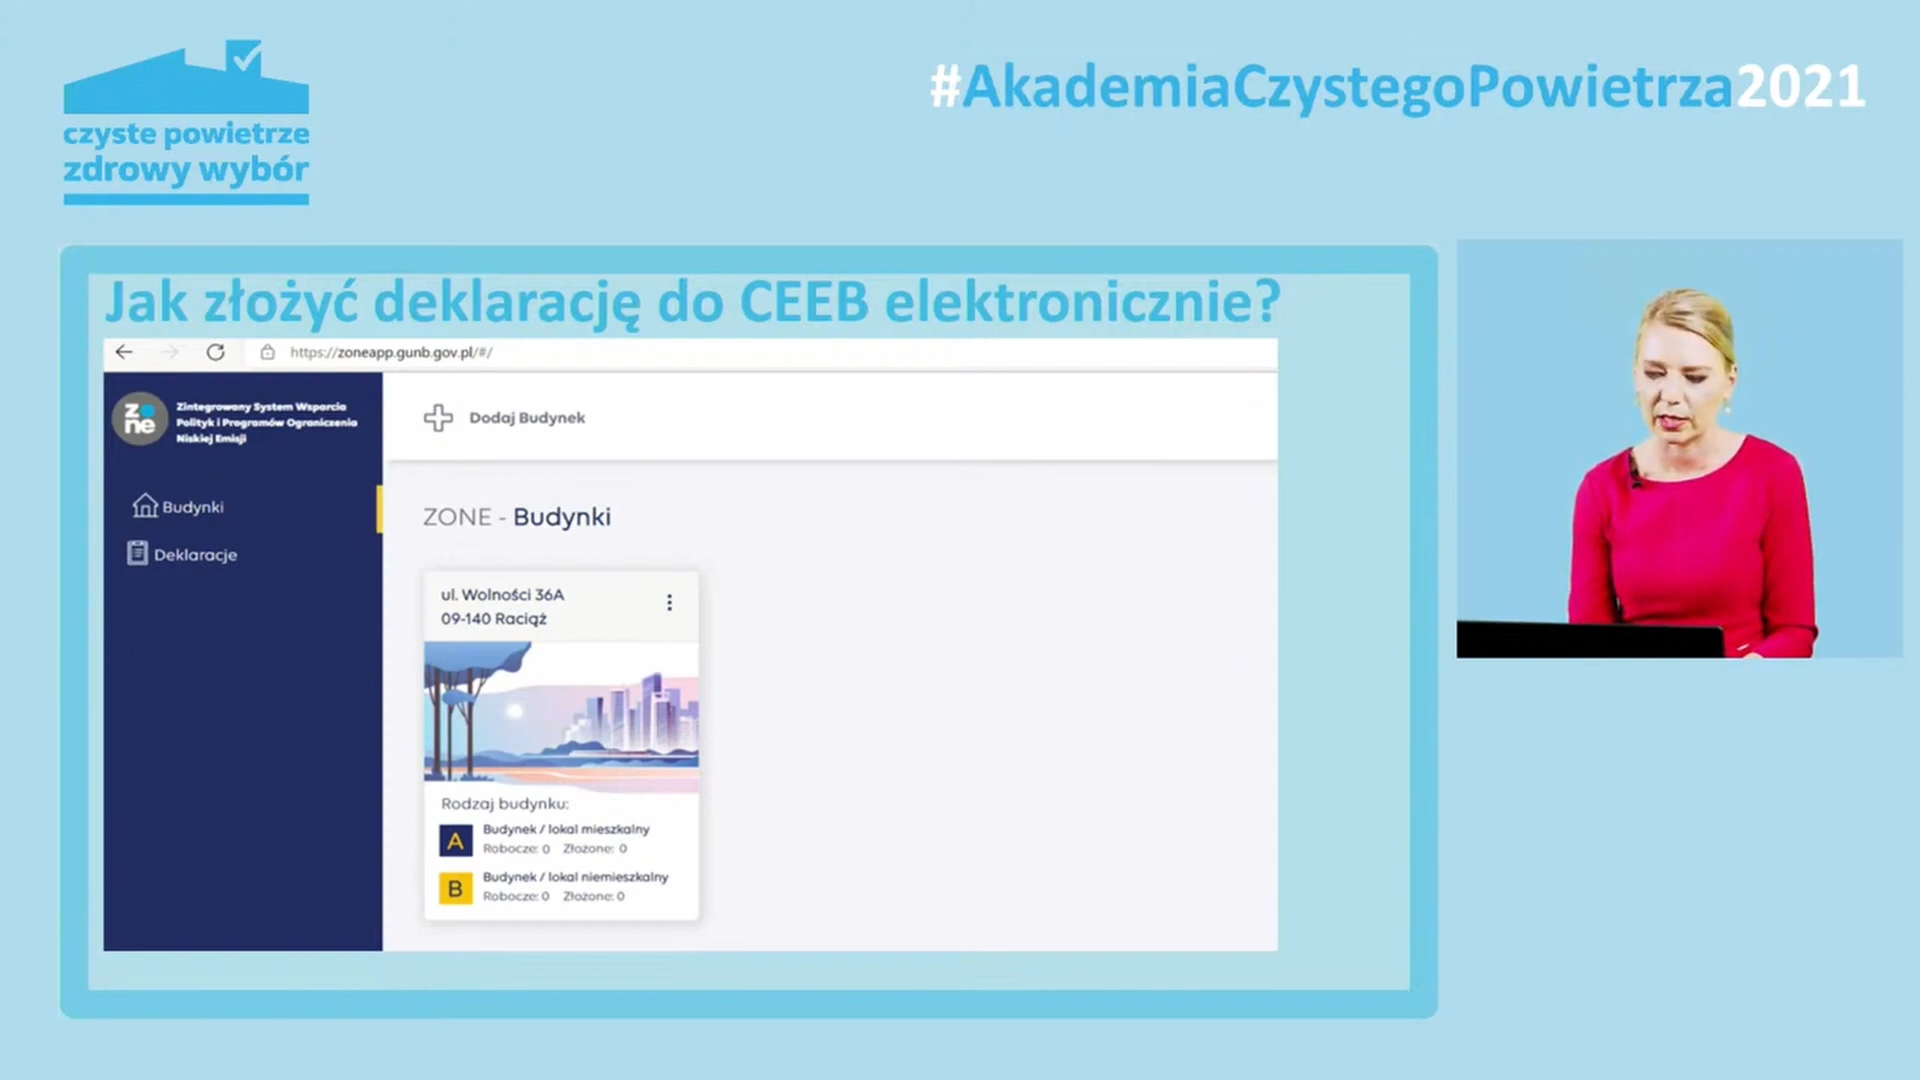 czyste powietrze
zdrowy wybór
#AkademiaCzystegoPowietrza2021
Jak złożyć deklarację do CEEB elektronicznie?
https://zoneapp.gunb.gov.pl/#/
zone
Zintegrowany System Wsparcia
Polityk i Programów Ograniczenia
Niskiej Emisji
Budynki
Deklaracje
Dodaj Budynek
ZONE - Budynki
ul. Wolności 36A
09-140 Raciąż
Rodzaj budynku:
A
Budynek / lokal mieszkalny
Robocze: 0 Złożone: 0
B
Budynek / lokal niemieszkalny
Robocze: 0 Złożone: 0